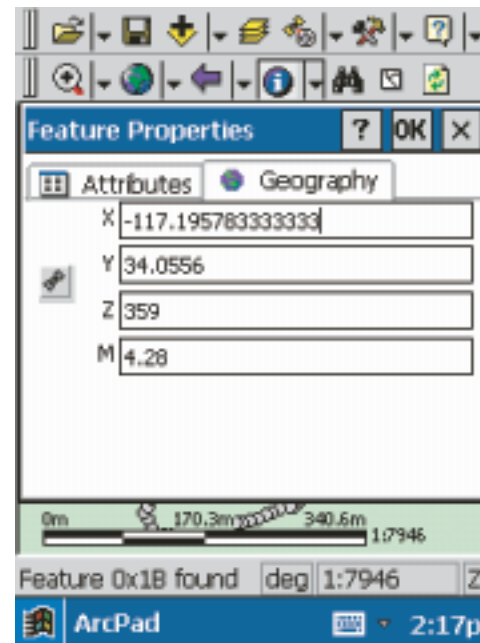 Feature Properties ? OK ×
Attributes Geography
X -117.195783333333
Y 34.0556
Z 359
M 4.28
0m 170.3m 340.6m
1:7946
Feature 0x1B found deg 1:7946 Z
ArcPad 2:17p